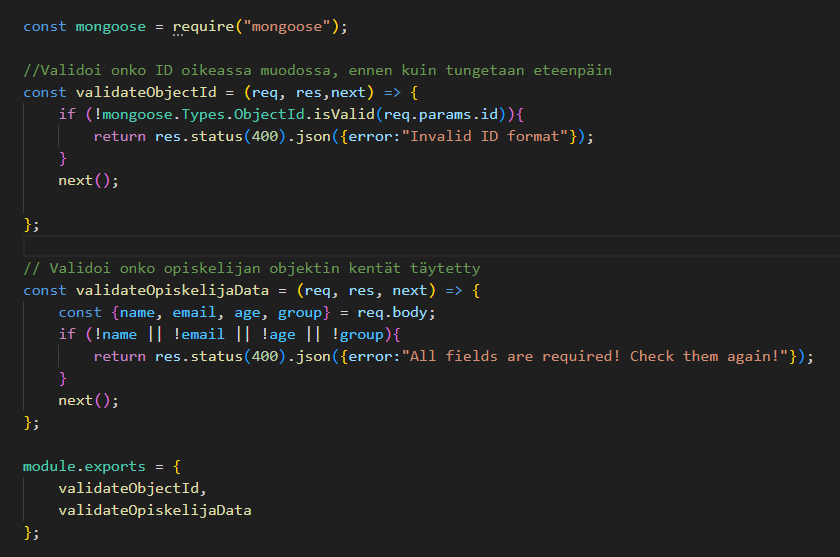 const mongoose = require("mongoose");
//Validoi onko ID oikeassa muodossa, ennen kuin tungetaan eteenpäin
const validateObjectId = (req, res,next) => {
if (!mongoose.Types.ObjectId.isValid(req.params.id)){
return res.status(400).json({error:"Invalid ID format"});
}
next();
};
// Validoi onko opiskelijan objektin kentät täytetty
const validateOpiskelijaData = (req, res, next) => {
const {name, email, age, group} = req.body;
if (!name || !email || !age || !group){
return res.status(400).json({error:"All fields are required! Check them again!"});
}
next();
};
module.exports = {
validateObjectId,
validateOpiskelijaData
};